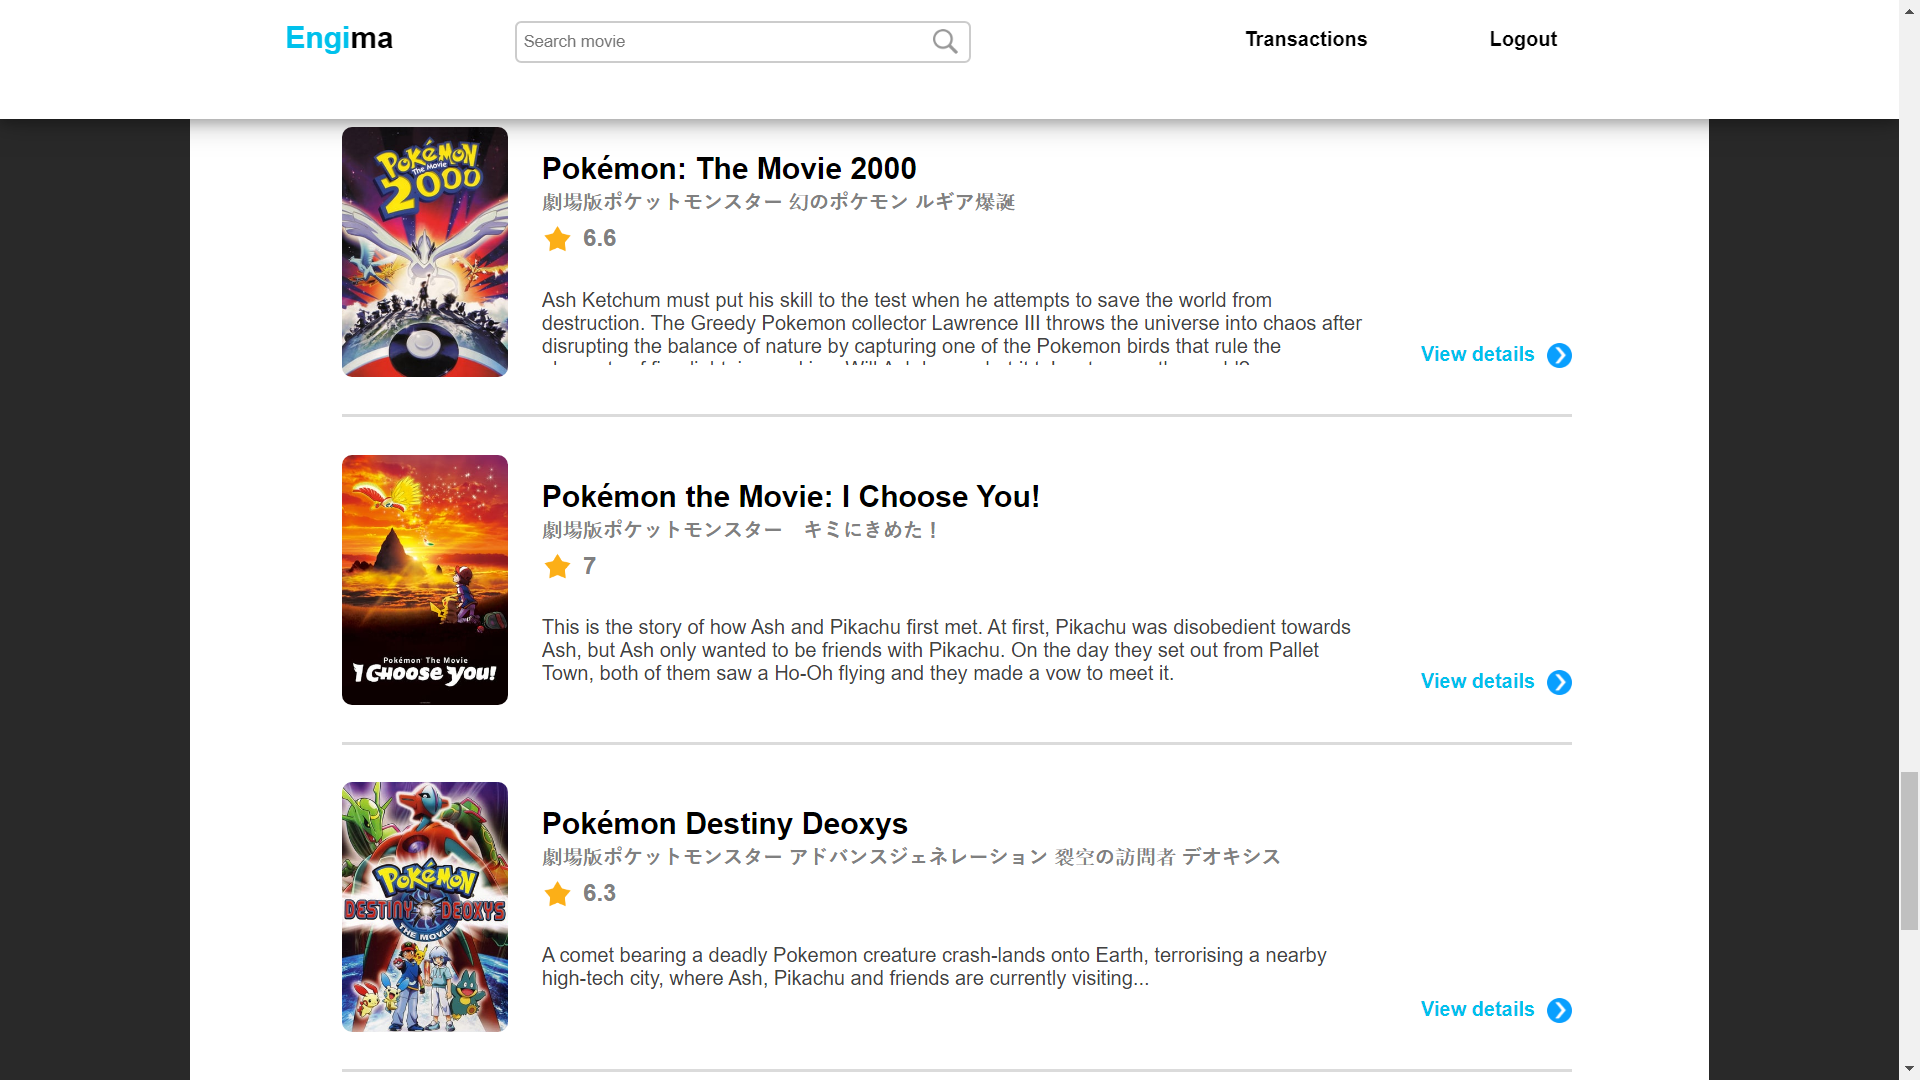 Engima
Search movie
Transactions
Logout
POKéMON
The Movie
2000
Pokémon: The Movie 2000
劇場版ポケットモンスター 幻のポケモン ルギア爆誕
6.6
Ash Ketchum must put his skill to the test when he attempts to save the world from
destruction. The Greedy Pokemon collector Lawrence III throws the universe into chaos after
disrupting the balance of nature by capturing one of the Pokemon birds that rule the
View details
Pokémon The Movie
I CHOOSE YOU!
Pokémon the Movie: I Choose You!
劇場版ポケットモンスター　キミにきめた！
7
This is the story of how Ash and Pikachu first met. At first, Pikachu was disobedient towards
Ash, but Ash only wanted to be friends with Pikachu. On the day they set out from Pallet
Town, both of them saw a Ho-Oh flying and they made a vow to meet it.
View details
POKéMON
DESTINY DEOXYS
THE MOVIE
Pokémon Destiny Deoxys
劇場版ポケットモンスター アドバンスジェネレーション 裂空の訪問者 デオキシス
6.3
A comet bearing a deadly Pokemon creature crash-lands onto Earth, terrorising a nearby
high-tech city, where Ash, Pikachu and friends are currently visiting...
View details